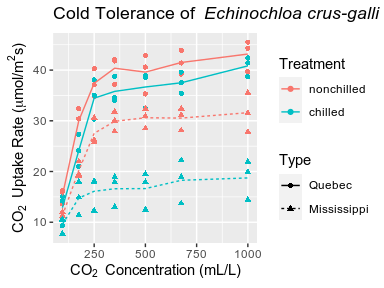 Cold Tolerance of Echinochloa crus-galli
CO₂ Uptake Rate (μmol/m²s)
40
30
20
10
250
500
750
1000
CO₂ Concentration (mL/L)
Treatment
nonchilled
chilled
Type
Quebec
Mississippi